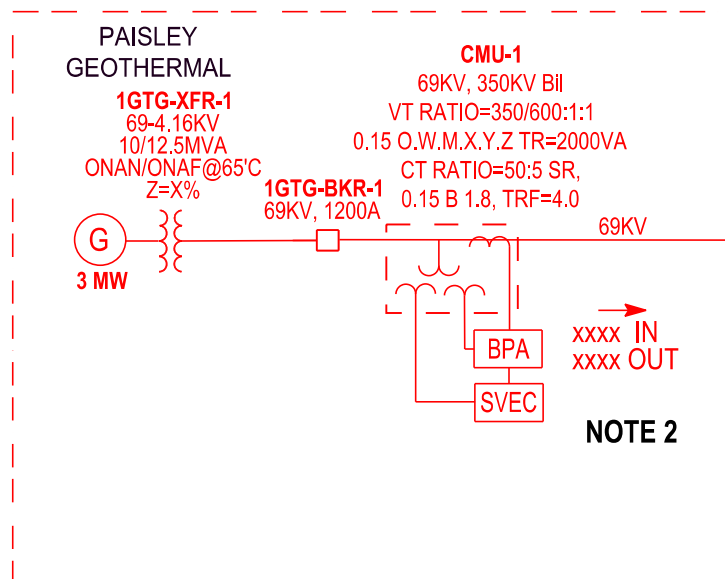 PAISLEY
GEOTHERMAL
1GTG-XFR-1
69-4.16KV
10/12.5MVA
ONAN/ONAF@65'C
Z=X%
G
3 MW
1GTG-BKR-1
69KV, 1200A
CMU-1
69KV, 350KV Bil
VT RATIO=350/600:1:1
0.15 O.W.M.X.Y.Z TR=2000VA
CT RATIO=50:5 SR,
0.15 B 1.8, TRF=4.0
69KV
BPA
SVEC
xxxx IN
xxxx OUT
NOTE 2